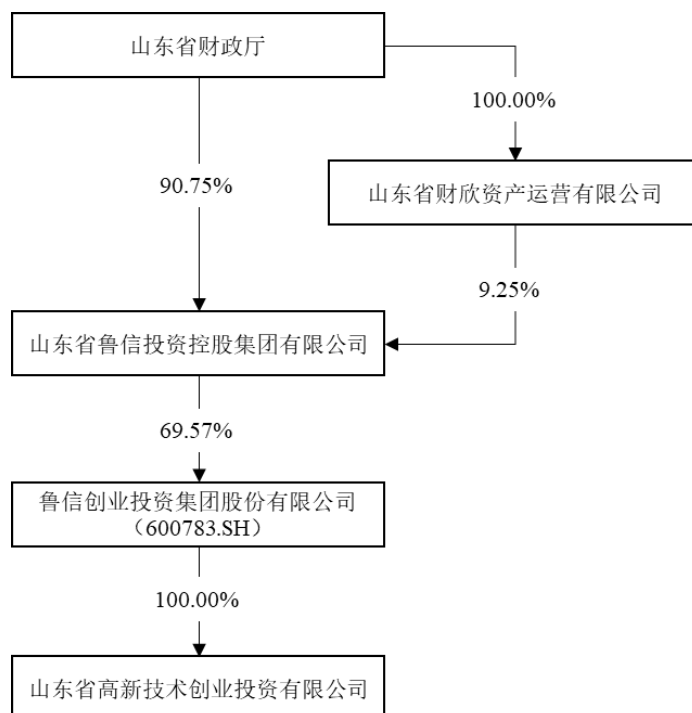 山东省财政厅
100.00%
90.75%
山东省财欣资产运营有限公司
9.25%
山东省鲁信投资控股集团有限公司
69.57%
鲁信创业投资集团股份有限公司
（600783.SH）
100.00%
山东省高新技术创业投资有限公司